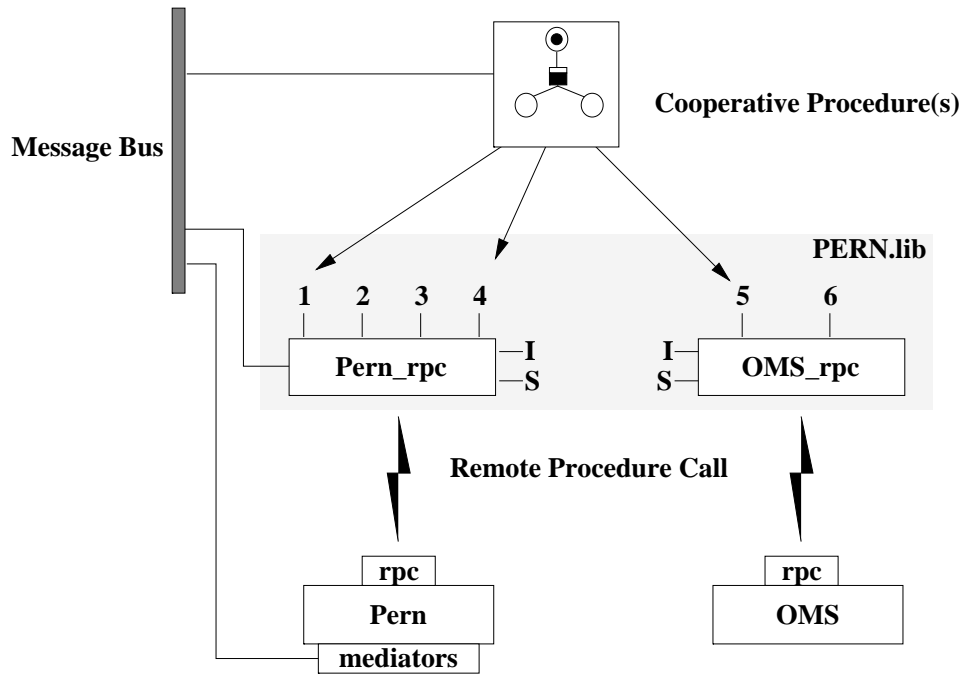 Cooperative Procedure(s)
Message Bus
PERN.lib
1 2 3 4 5 6
I I
Pern_rpc OMS_rpc
S S
Remote Procedure Call
rpc rpc
Pern OMS
mediators